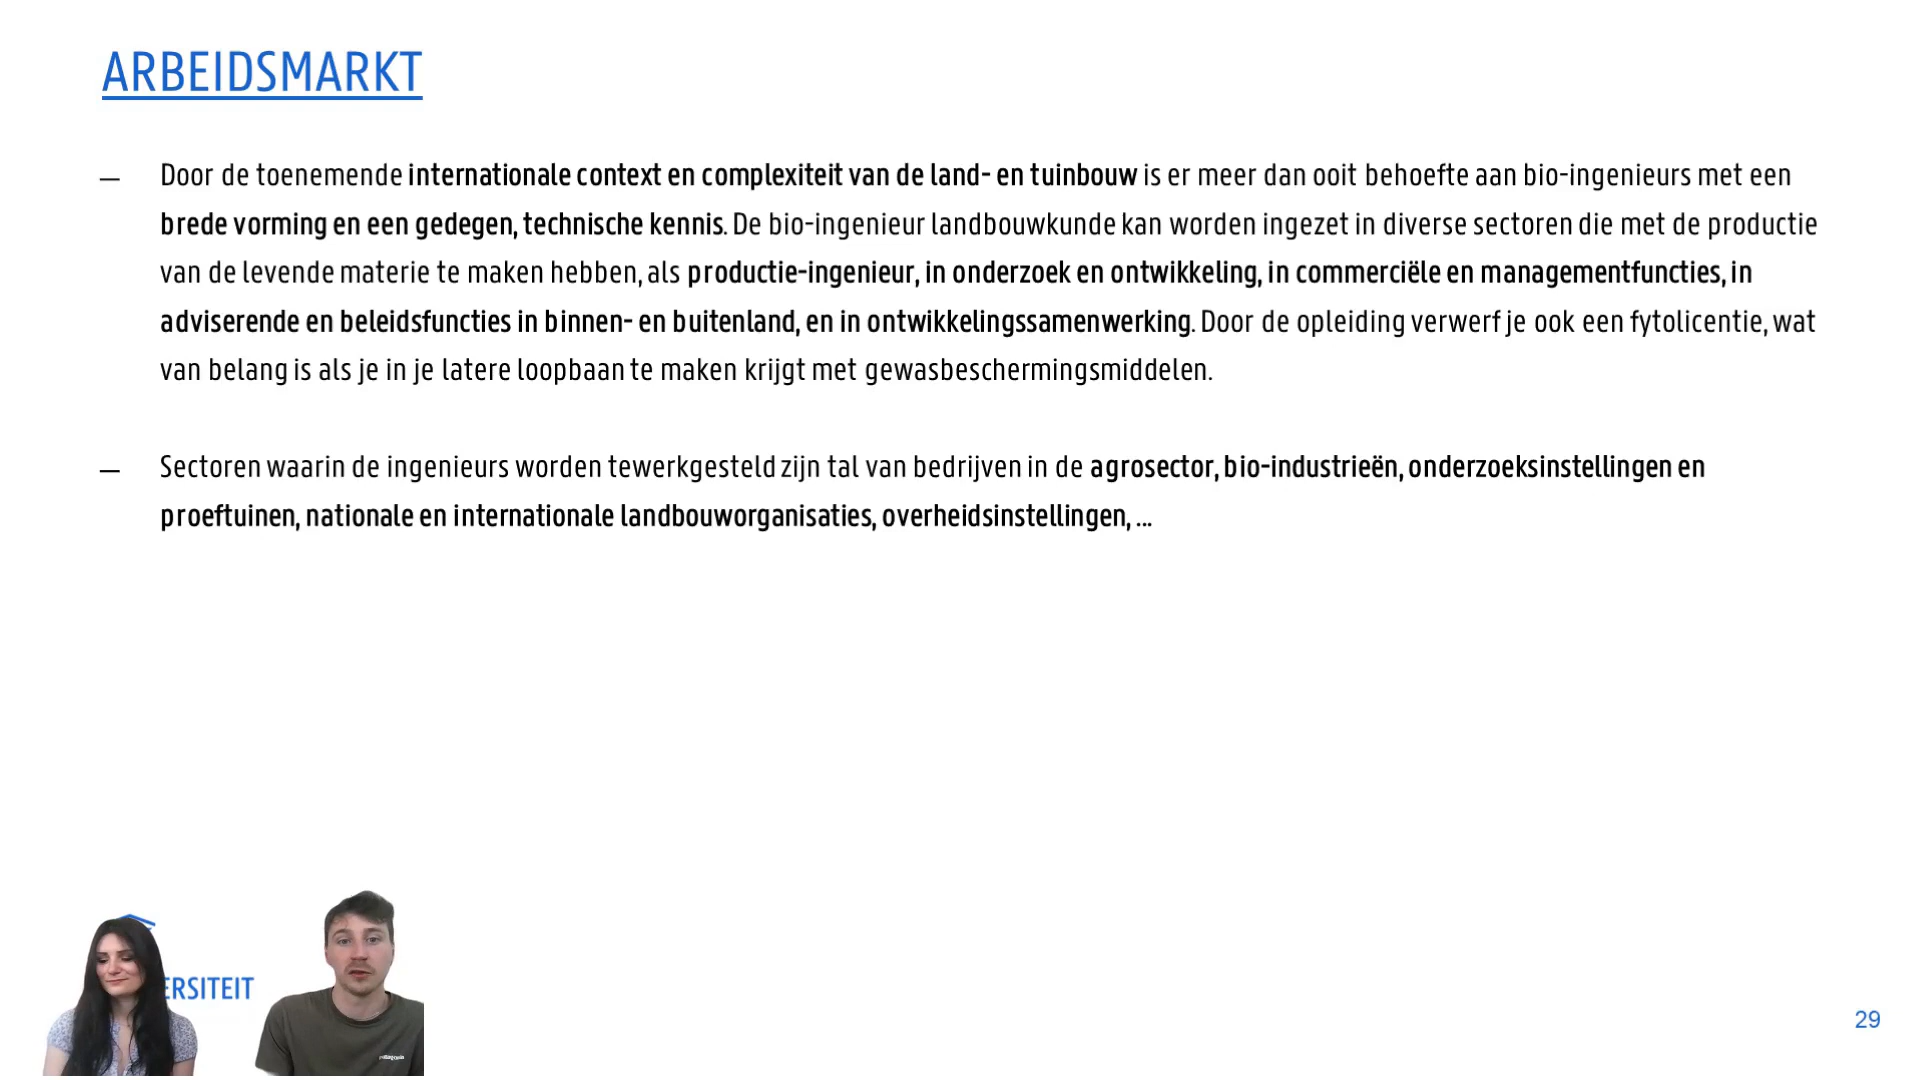 ARBEIDSMARKT
– Door de toenemende internationale context en complexiteit van de land- en tuinbouw is er meer dan ooit behoefte aan bio-ingenieurs met een
brede vorming en een gedegen, technische kennis. De bio-ingenieur landbouwkunde kan worden ingezet in diverse sectoren die met de productie
van de levende materie te maken hebben, als productie-ingenieur, in onderzoek en ontwikkeling, in commerciële en managementfuncties, in
adviserende en beleidsfuncties in binnen- en buitenland, en in ontwikkelingssamenwerking. Door de opleiding verwerf je ook een fytolicentie, wat
van belang is als je in je latere loopbaan te maken krijgt met gewasbeschermingsmiddelen.
– Sectoren waarin de ingenieurs worden tewerkgesteld zijn tal van bedrijven in de agrosector, bio-industrieën, onderzoeksinstellingen en
proeftuinen, nationale en internationale landbouworganisaties, overheidsinstellingen, ...
ERSITEIT
patagonia
29